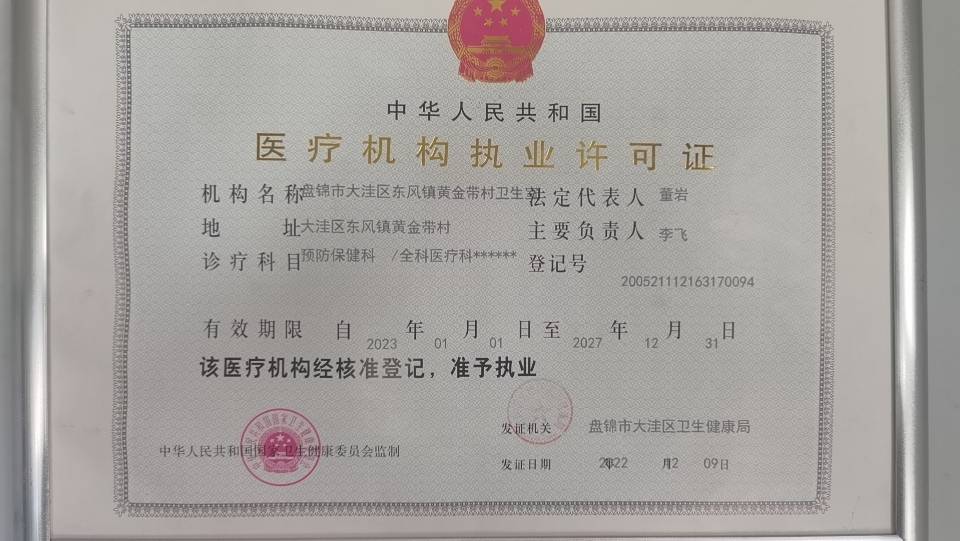 中华人民共和国
医疗机构执业许可证
机构名称 盘锦市大洼区东风镇黄金带村卫生室 法定代表人 董岩
地 址 大洼区东风镇黄金带村 主要负责人 李飞
诊疗科目 预防保健科 /全科医疗科****** 登记号
200521112163170094
有效期限 自 2023 年 01 月 01 日至 2027 年 12 月 31 日
该医疗机构经核准登记，准予执业
发证机关 盘锦市大洼区卫生健康局
中华人民共和国国家卫生健康委员会监制
发证日期 2022 年 12 月 09 日